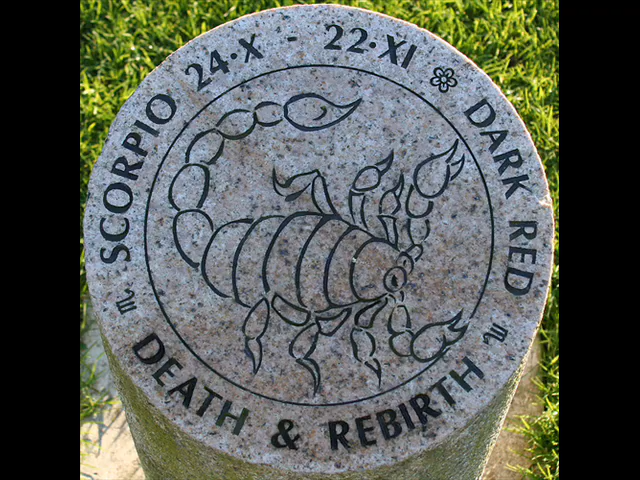 SCORPIO 24·X - 22·XI
DARK RED
♏ DEATH & REBIRTH ♏